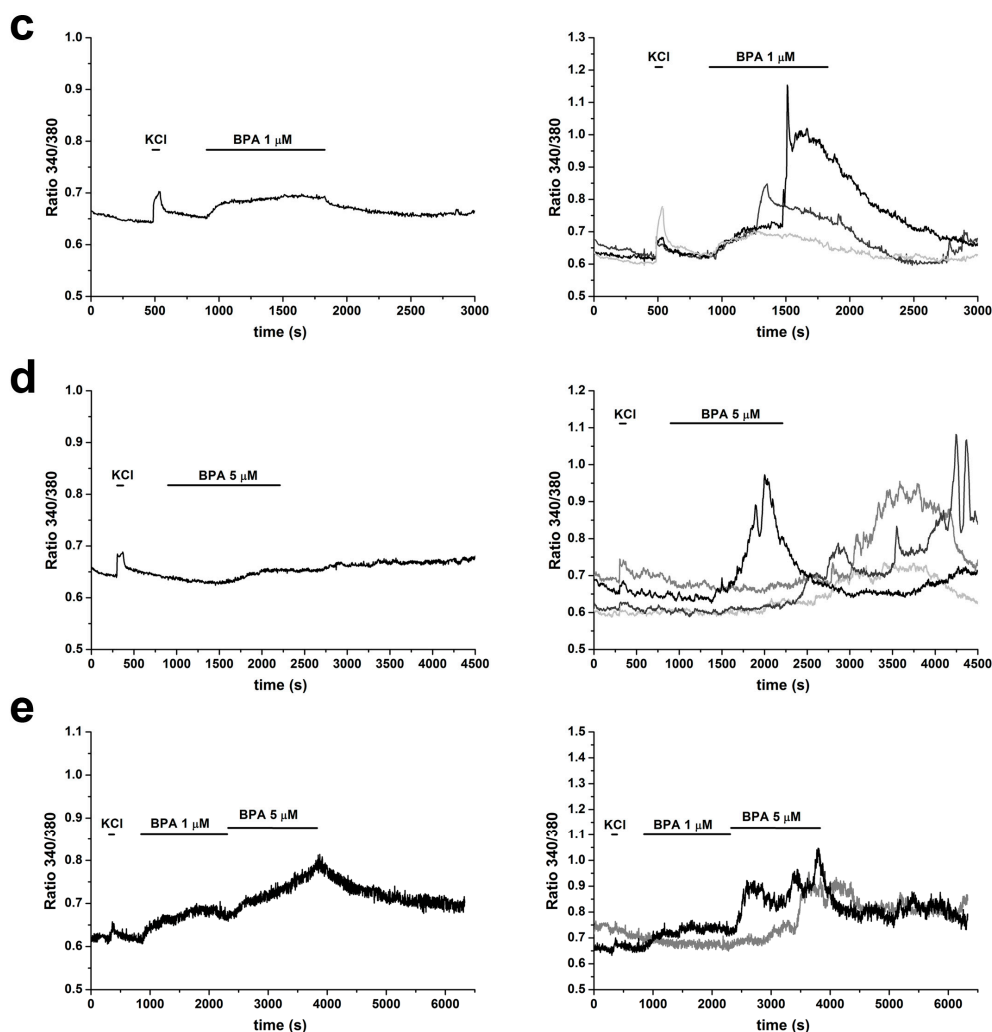 c
1.0
0.9
0.8
0.7
0.6
0.5
Ratio 340/380
KCl
BPA 1 μM
0 500 1000 1500 2000 2500 3000
time (s)
1.3
1.2
1.1
1.0
0.9
0.8
0.7
0.6
0.5
Ratio 340/380
KCl
BPA 1 μM
0 500 1000 1500 2000 2500 3000
time (s)
d
1.0
0.9
0.8
0.7
0.6
0.5
Ratio 340/380
KCl
BPA 5 μM
0 500 1000 1500 2000 2500 3000 3500 4000 4500
time (s)
1.2
1.1
1.0
0.9
0.8
0.7
0.6
0.5
Ratio 340/380
KCl
BPA 5 μM
0 500 1000 1500 2000 2500 3000 3500 4000 4500
time (s)
e
1.1
1.0
0.9
0.8
0.7
0.6
0.5
Ratio 340/380
KCl
BPA 1 μM
BPA 5 μM
0 1000 2000 3000 4000 5000 6000
time (s)
1.5
1.4
1.3
1.2
1.1
1.0
0.9
0.8
0.7
0.6
0.5
Ratio 340/380
KCl
BPA 1 μM
BPA 5 μM
0 1000 2000 3000 4000 5000 6000
time (s)